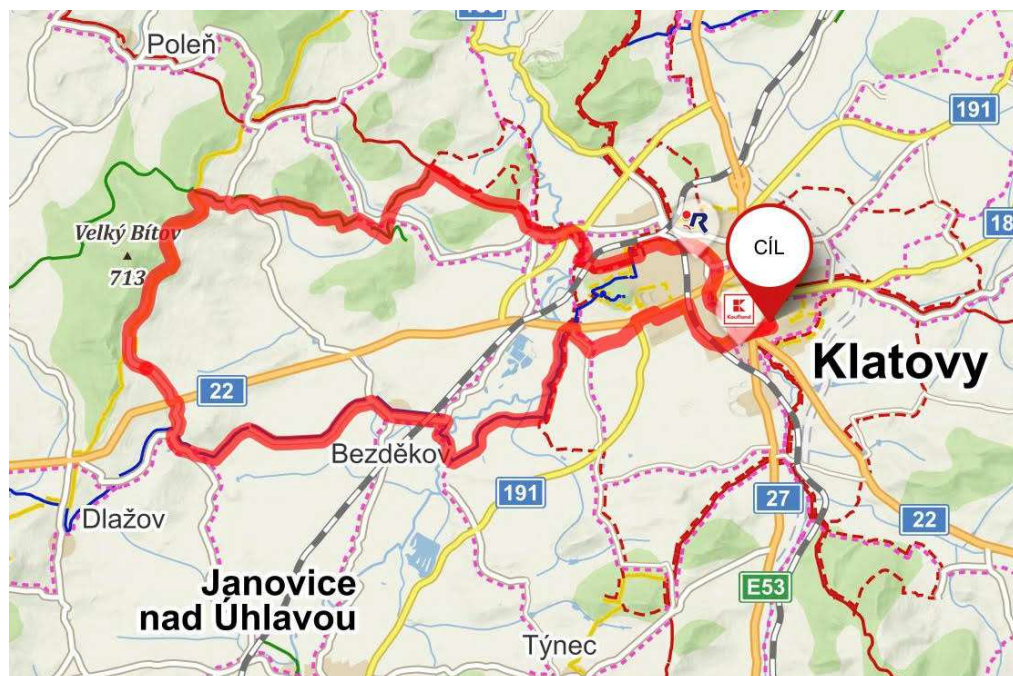 Poleň
191
R
18
Velký Bítov
713
CÍL
Kaufland
Klatovy
22
Bezděkov
191
27
22
Dlažov
E53
Janovice
nad Úhlavou
Týnec